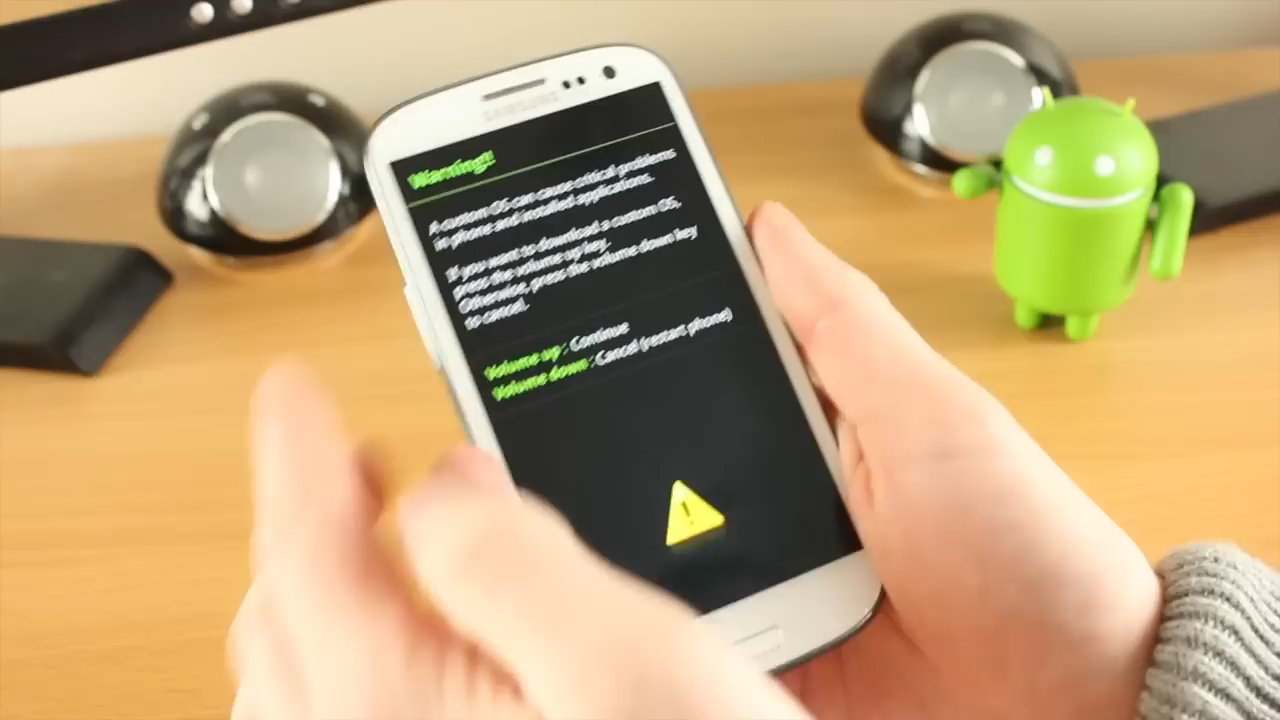 SAMSUNG
Warning!!
A custom OS can cause critical problems
in phone and installed applications.
If you want to download a custom OS,
press the volume up key.
Otherwise, press the volume down key
to cancel.
Volume up : Continue
Volume down : Cancel (restart phone)